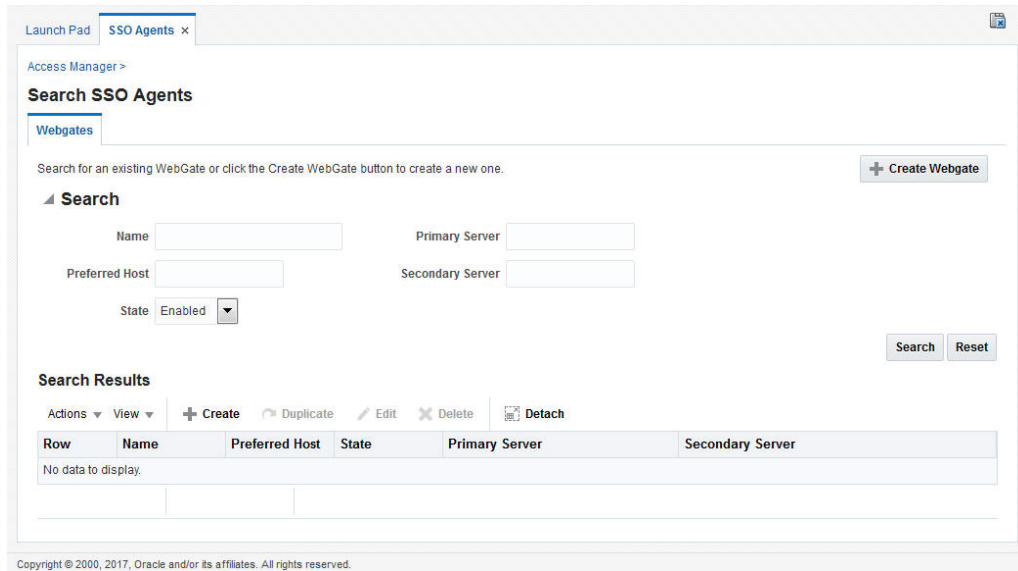 Launch Pad SSO Agents ×
Access Manager >
Search SSO Agents
Webgates
Search for an existing WebGate or click the Create WebGate button to create a new one.
Create Webgate
Search
Name Primary Server
Preferred Host Secondary Server
State Enabled
Search Reset
Search Results
Actions View Create Duplicate Edit Delete Detach
Row Name Preferred Host State Primary Server Secondary Server
No data to display.
Copyright © 2000, 2017, Oracle and/or its affiliates. All rights reserved.